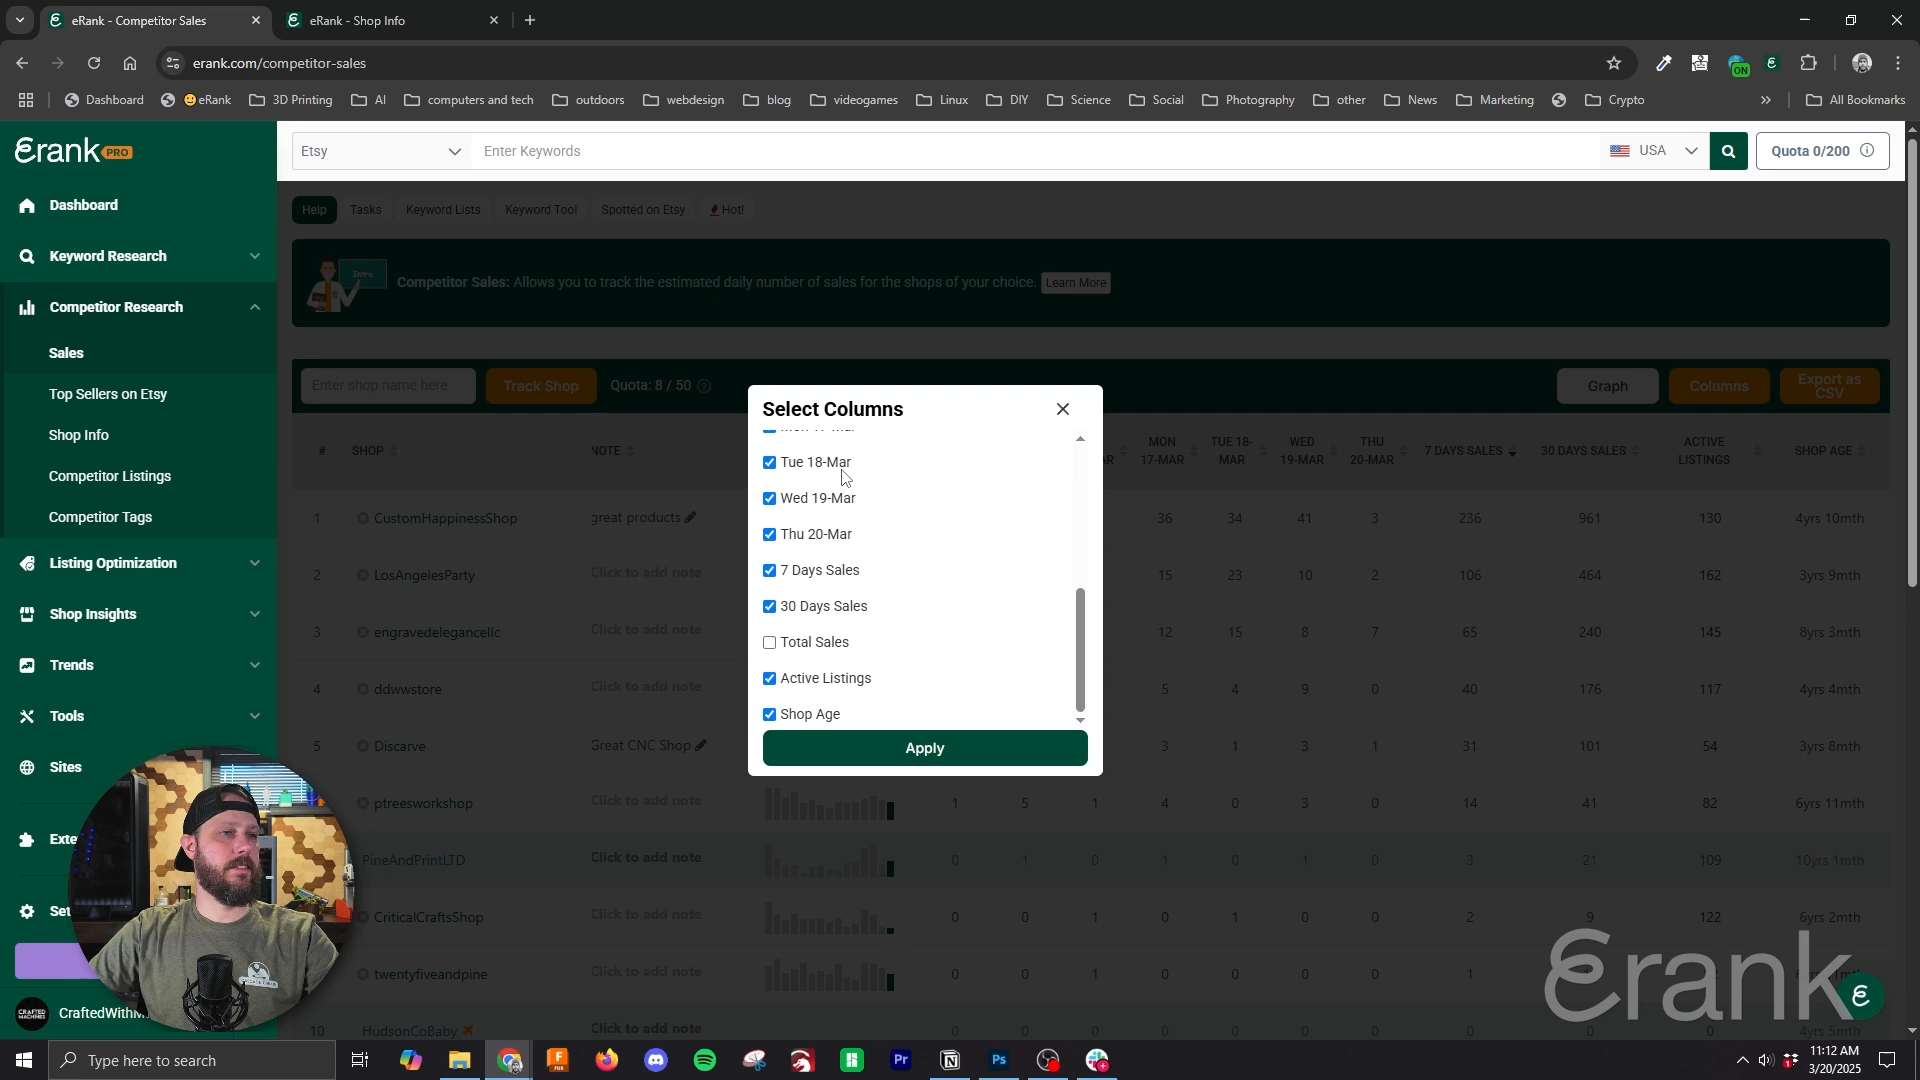 eRank - Competitor Sales
eRank - Shop Info
erank.com/competitor-sales
ON
Dashboard
eRank
3D Printing
AI
computers and tech
outdoors
webdesign
blog
videogames
Linux
DIY
Science
Social
Photography
other
News
Marketing
Crypto
All Bookmarks
Erank PRO
Etsy
Enter Keywords
USA
Quota 0/200
Dashboard
Keyword Research
Competitor Research
Sales
Top Sellers on Etsy
Shop Info
Competitor Listings
Competitor Tags
Listing Optimization
Shop Insights
Trends
Tools
Sites
Help
Tasks
Keyword Lists
Keyword Tool
Spotted on Etsy
Hot!
Intro
Competitor Sales: Allows you to track the estimated daily number of sales for the shops of your choice. Learn More
Enter shop name here
Track Shop
Quota: 8 / 50
Graph
Columns
Export as
CSV
# SHOP NOTE MON 17-MAR TUE 18-MAR WED 19-MAR THU 20-MAR 7 DAYS SALES 30 DAYS SALES ACTIVE LISTINGS SHOP AGE
1 CustomHappinessShop great products 36 34 41 3 236 961 130 4yrs 10mth
2 LosAngelesParty Click to add note 15 23 10 2 106 464 162 3yrs 9mth
3 engravedelegancellc Click to add note 12 15 8 7 65 240 145 8yrs 3mth
4 ddwwstore Click to add note 5 4 9 0 40 176 117 4yrs 4mth
5 Discarve Great CNC Shop 3 1 3 1 31 101 54 3yrs 8mth
ptreesworkshop Click to add note 1 5 1 4 0 3 0 14 41 82 6yrs 11mth
PineAndPrintLTD Click to add note 0 1 0 1 0 1 0 3 21 109 10yrs 1mth
CriticalCraftsShop Click to add note 0 0 1 0 1 0 0 2 9 122 6yrs 2mth
twentyfiveandpine Click to add note 0 0 1 0 0 0 0 1
10 HudsonCoBaby Click to add note 0 0 0 0 0 0 0 0 0 0 4yrs 5mth
Select Columns
Tue 18-Mar
Wed 19-Mar
Thu 20-Mar
7 Days Sales
30 Days Sales
Total Sales
Active Listings
Shop Age
Apply
Erank
Type here to search
11:12 AM
3/20/2025